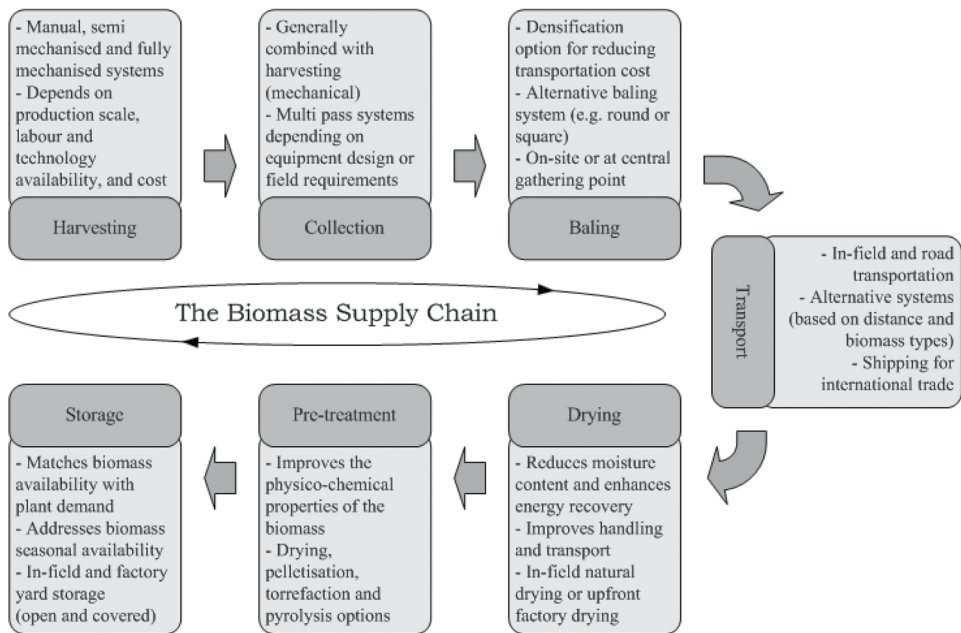 - Manual, semi
mechanised and fully
mechanised systems
- Depends on
production scale,
labour and
technology
availability, and cost
Harvesting
- Generally
combined with
harvesting
(mechanical)
- Multi pass systems
depending on
equipment design or
field requirements
Collection
- Densification
option for reducing
transportation cost
- Alternative baling
system (e.g. round or
square)
- On-site or at central
gathering point
Baling
Transport
- In-field and road
transportation
- Alternative systems
(based on distance and
biomass types)
- Shipping for
international trade
The Biomass Supply Chain
Drying
- Reduces moisture
content and enhances
energy recovery
- Improves handling
and transport
- In-field natural
drying or upfront
factory drying
Pre-treatment
- Improves the
physico-chemical
properties of the
biomass
- Drying,
pelletisation,
torrefaction and
pyrolysis options
Storage
- Matches biomass
availability with
plant demand
- Addresses biomass
seasonal availability
- In-field and factory
yard storage
(open and covered)